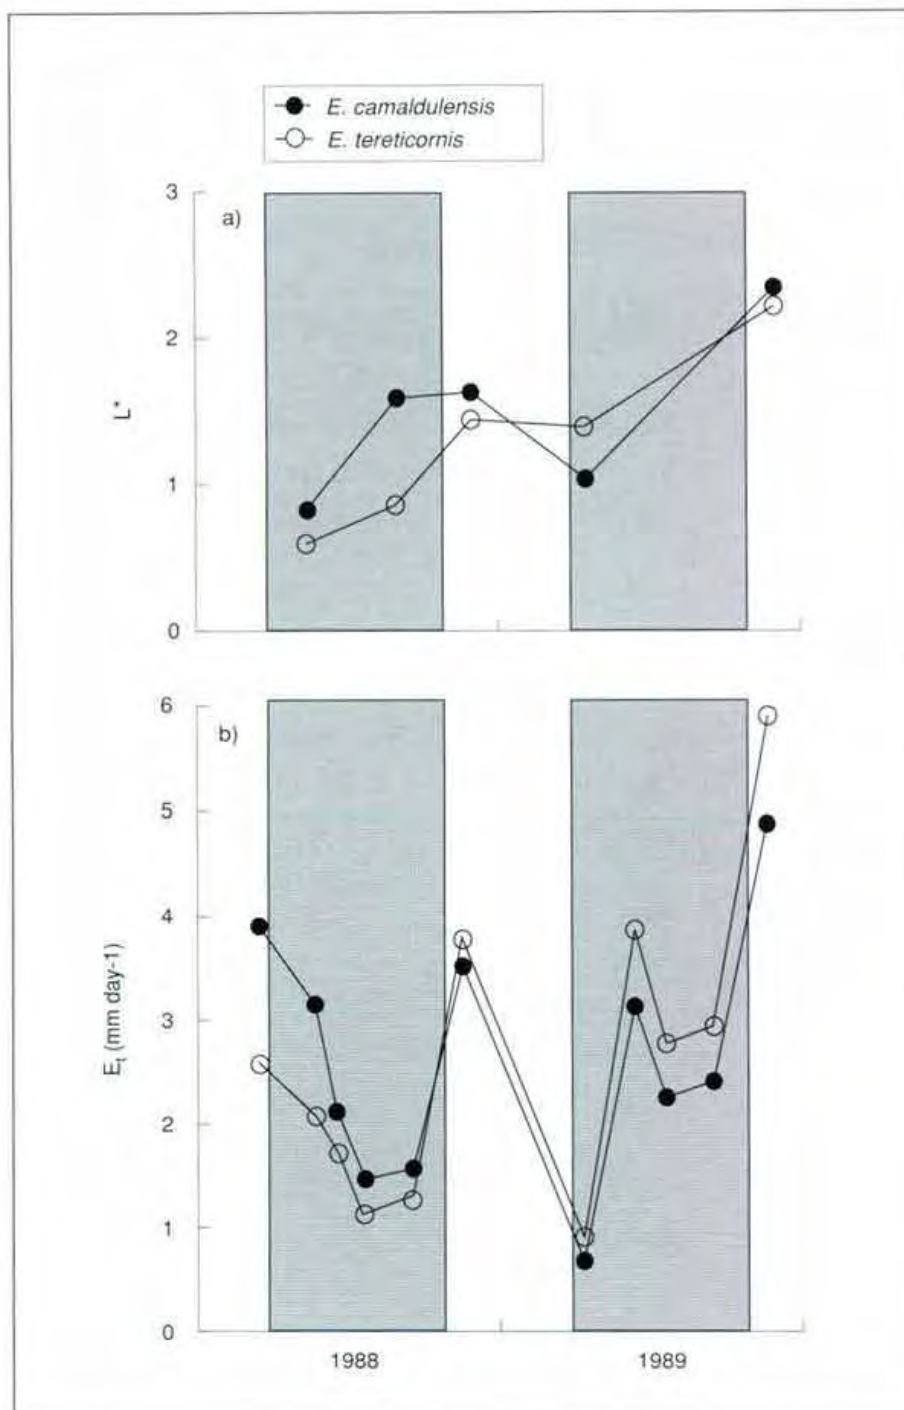 E. camaldulensis
E. tereticornis
3
a)
2
L*
1
0
6
b)
5
4
Et (mm day-1)
3
2
1
0
1988
1989